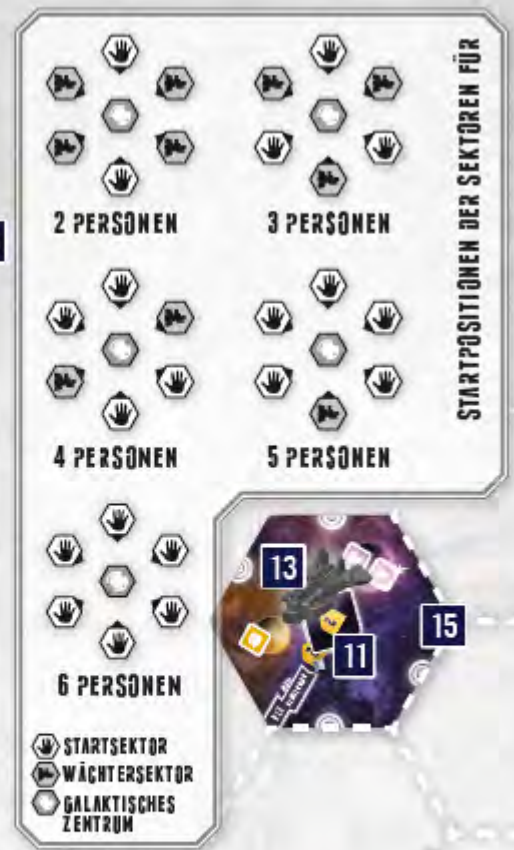 STARTPOSITIONEN DER SEKTOREN FÜR
2 PERSONEN
3 PERSONEN
4 PERSONEN
5 PERSONEN
6 PERSONEN
STARTSEKTOR
WÄCHTERSEKTOR
GALAKTISCHES
ZENTRUM
13
11
15